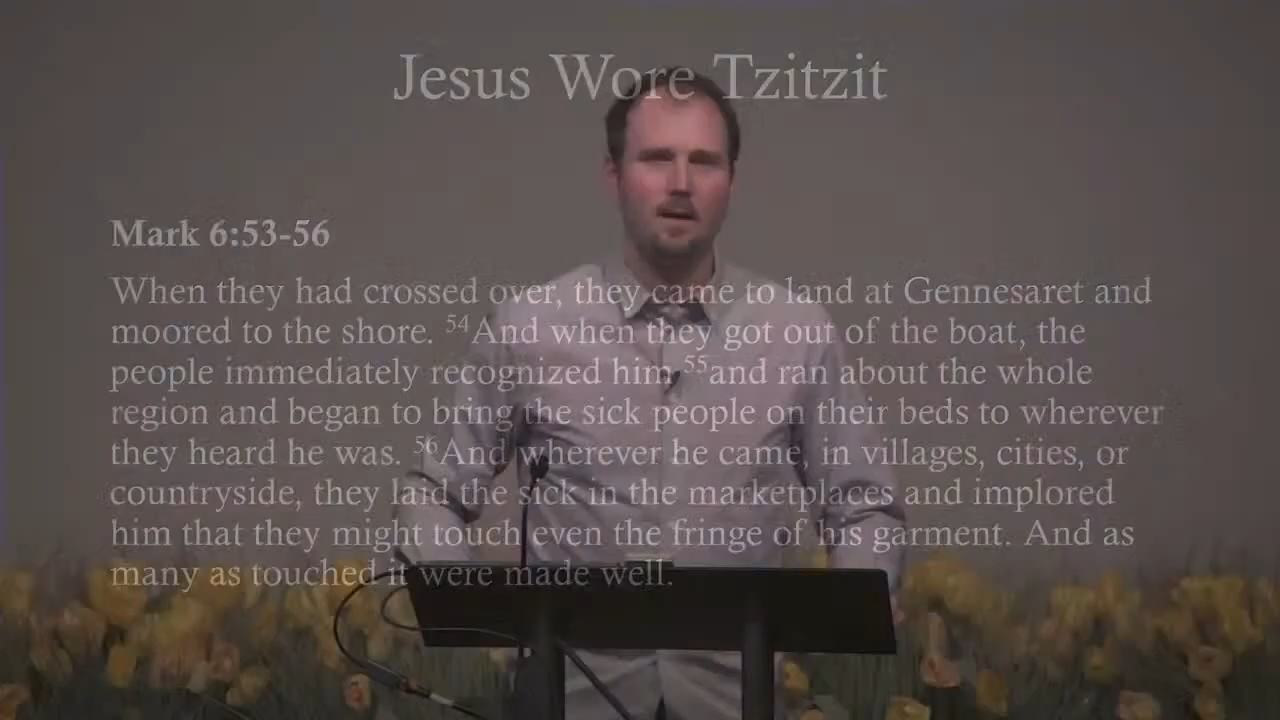 Jesus Wore Tzitzit
Mark 6:53-56
When they had crossed over, they came to land at Gennesaret and
moored to the shore. ⁵⁴And when they got out of the boat, the
people immediately recognized him ⁵⁵and ran about the whole
region and began to bring the sick people on their beds to wherever
they heard he was. ⁵⁶And wherever he came, in villages, cities, or
countryside, they laid the sick in the marketplaces and implored
him that they might touch even the fringe of his garment. And as
many as touched it were made well.